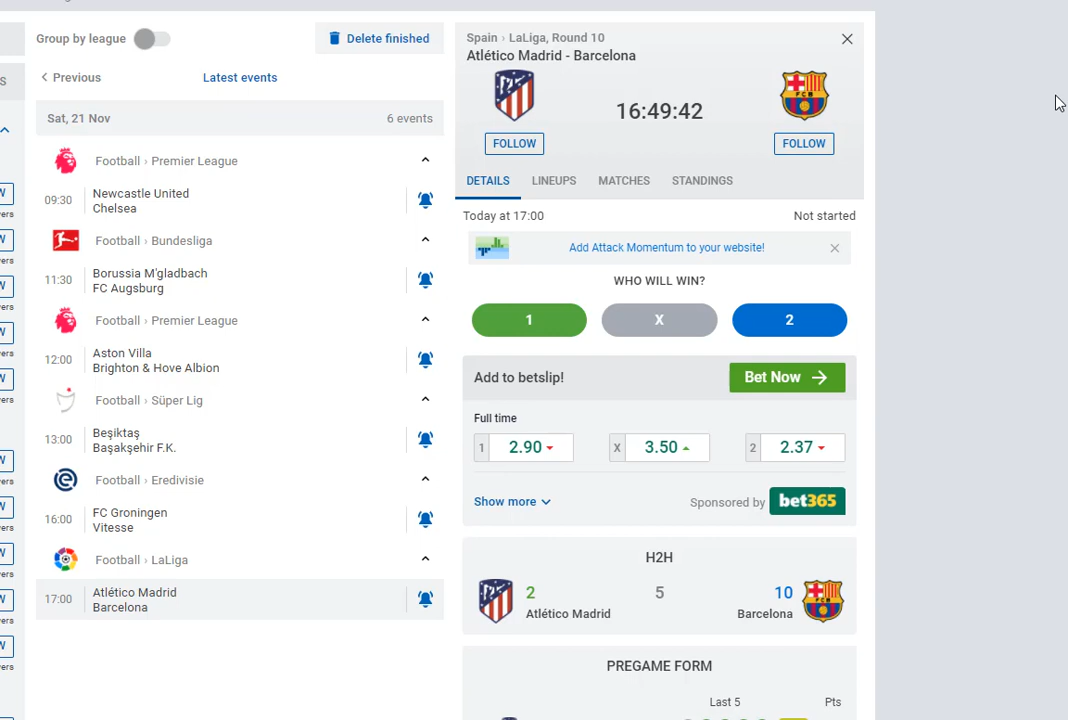 Group by league
Delete finished
Previous
Latest events
Sat, 21 Nov
6 events
Football › Premier League
09:30
Newcastle United
Chelsea
Football › Bundesliga
11:30
Borussia M'gladbach
FC Augsburg
Football › Premier League
12:00
Aston Villa
Brighton & Hove Albion
Football › Süper Lig
13:00
Beşiktaş
Başakşehir F.K.
Football › Eredivisie
16:00
FC Groningen
Vitesse
Football › LaLiga
17:00
Atlético Madrid
Barcelona
Spain › LaLiga, Round 10
Atlético Madrid - Barcelona
16:49:42
FCB
FOLLOW
FOLLOW
DETAILS LINEUPS MATCHES STANDINGS
Today at 17:00
Not started
Add Attack Momentum to your website!
WHO WILL WIN?
1 X 2
Add to betslip!
Bet Now
Full time
1 2.90 X 3.50 2 2.37
Show more
Sponsored by bet365
H2H
2 5 10
Atlético Madrid Barcelona
PREGAME FORM
Last 5 Pts